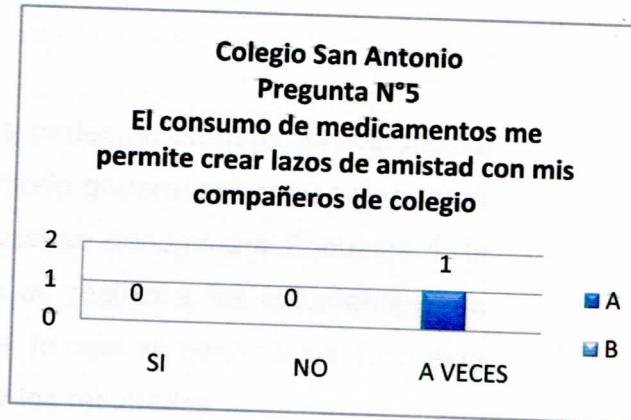 Colegio San Antonio
Pregunta N°5
El consumo de medicamentos me
permite crear lazos de amistad con mis
compañeros de colegio
2
1
0
0
0
1
SI
NO
A VECES
A
B